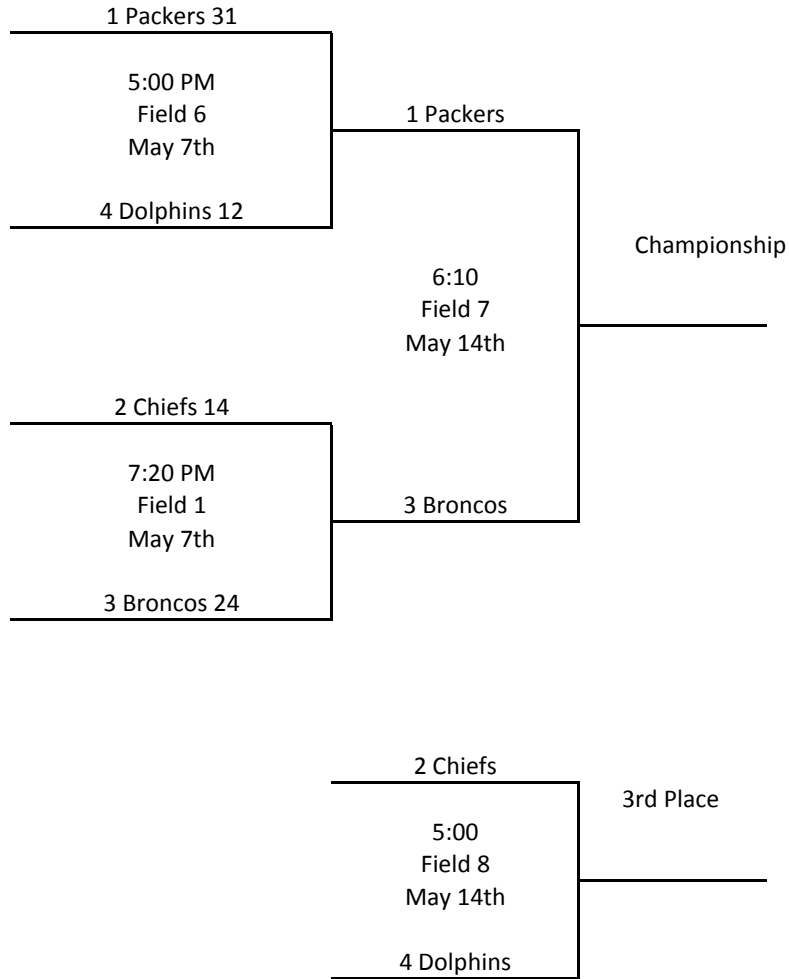 1 Packers 31
5:00 PM
Field 6
May 7th
1 Packers
4 Dolphins 12
Championship
6:10
Field 7
May 14th
2 Chiefs 14
7:20 PM
Field 1
May 7th
3 Broncos
3 Broncos 24
2 Chiefs
3rd Place
5:00
Field 8
May 14th
4 Dolphins